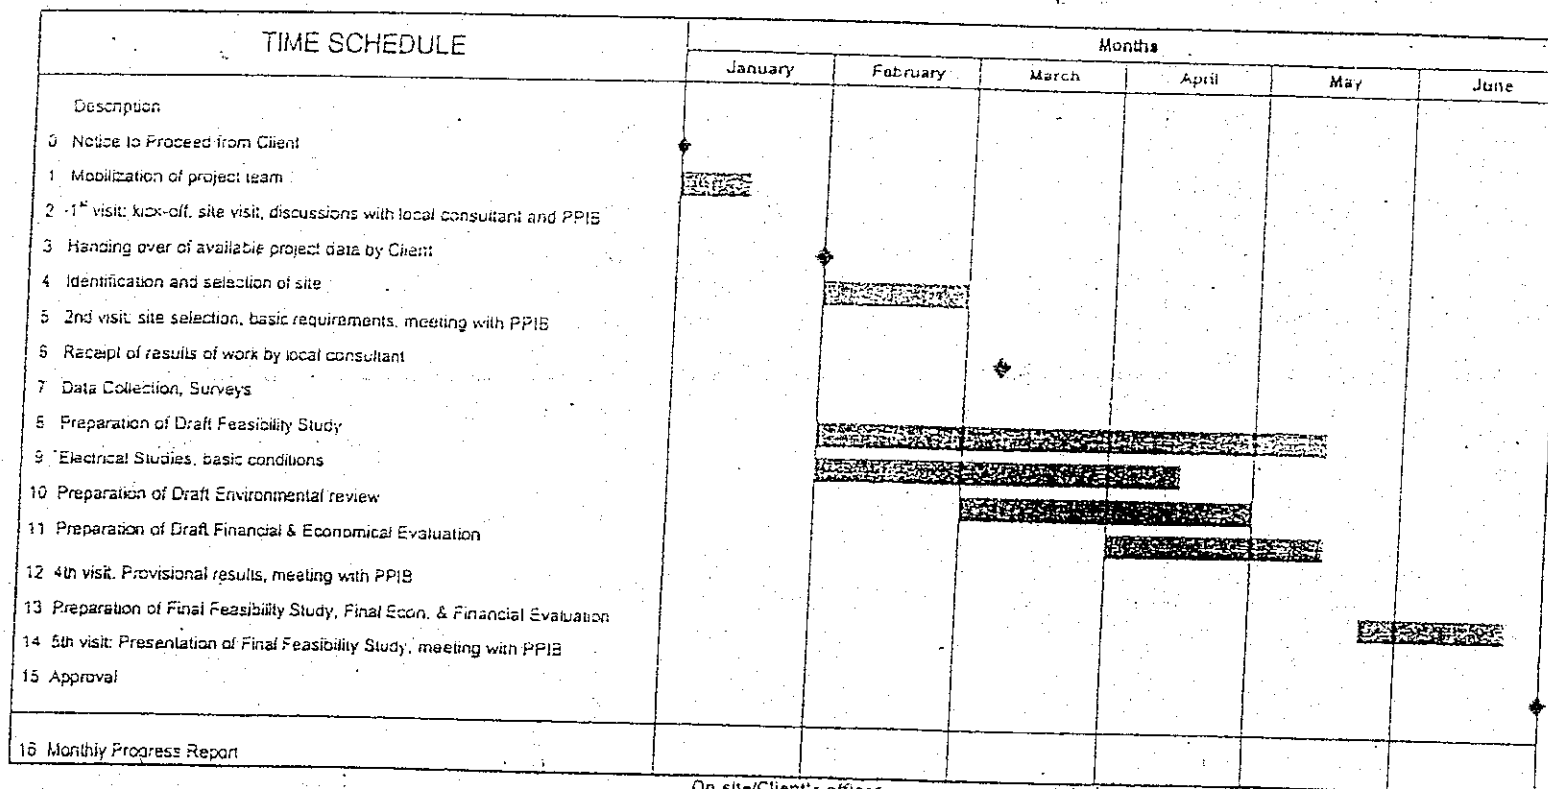 TIME SCHEDULE
Months
January February March April May June
Description
0 Notice to Proceed from Client
1 Mobilization of project team
2 -1st visit: kick-off, site visit, discussions with local consultant and PPIB
3 Handing over of available project data by Client
4 Identification and selection of site
5 2nd visit: site selection, basic requirements, meeting with PPIB
6 Receipt of results of work by local consultant
7 Data Collection, Surveys
8 Preparation of Draft Feasibility Study
9 Electrical Studies, basic conditions
10 Preparation of Draft Environmental review
11 Preparation of Draft Financial & Economical Evaluation
12 4th visit. Provisional results, meeting with PPIB
13 Preparation of Final Feasibility Study, Final Econ. & Financial Evaluation
14 5th visit: Presentation of Final Feasibility Study, meeting with PPIB
15 Approval
16 Monthly Progress Report
On site/Client's offices